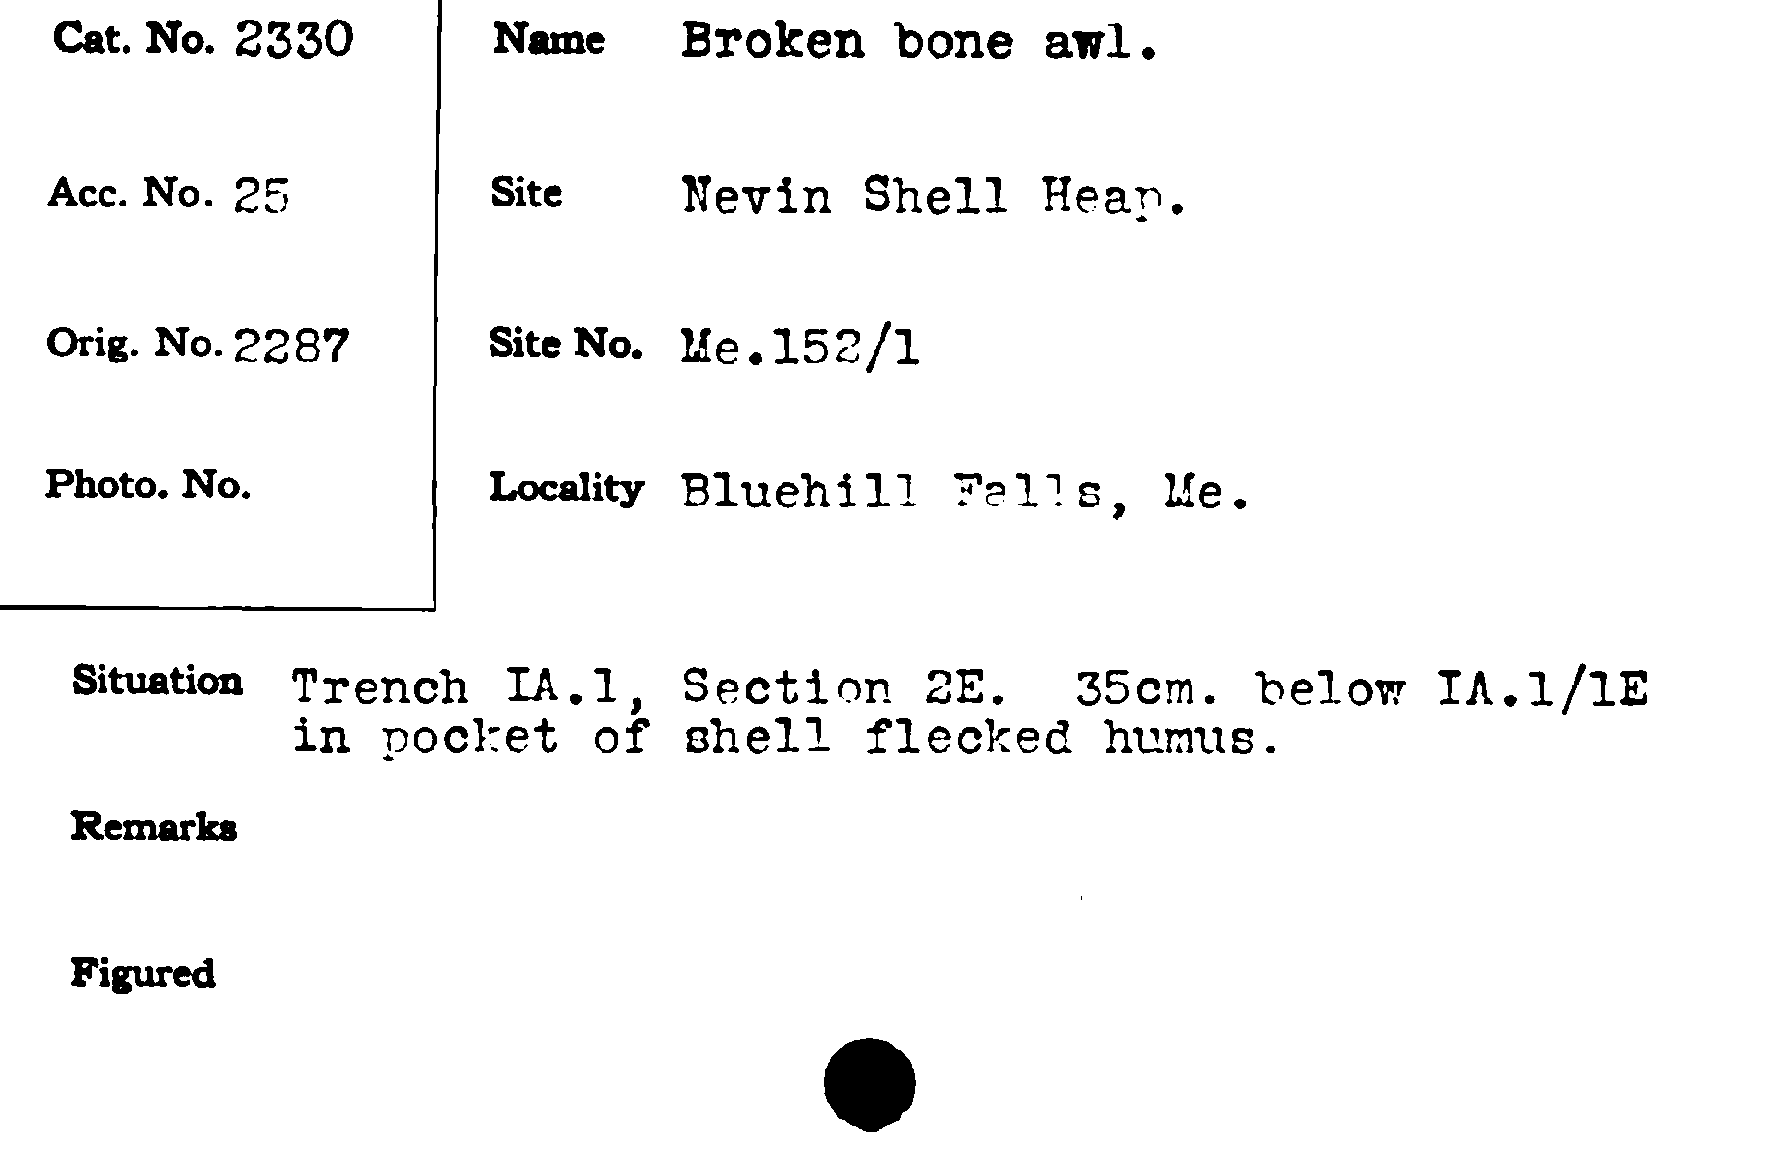 Cat. No. 2330
Name Broken bone awl.
Acc. No. 25
Site Nevin Shell Heap.
Orig. No. 2287
Site No. Me.152/1
Photo. No.
Locality Bluehill Falls, Me.
Situation Trench IA.1, Section 2E. 35cm. below IA.1/1E
in pocket of shell flecked humus.
Remarks
Figured